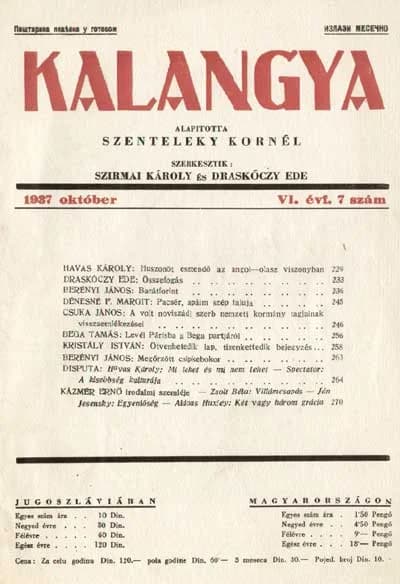 Поштарина плаћена у готовом
ИЗЛАЗИ МЕСЕЧНО
KALANGYA
ALAPITOTTA
SZENTELEKY KORNÉL
SZERKESZTIK:
SZIRMAI KÁROLY és DRASKÓCZY EDE
1937 október VI. évf. 7 szám
HAVAS KÁROLY: Huszonöt esztendő az angol—olasz viszonyban 229
DRASKÓCZY EDE: Összefogás 233
BERÉNYI JÁNOS: Barátforint 236
DÉNESNÉ F. MARGIT: Pacsér, apáim szép faluja 245
CSUKA JÁNOS: A volt noviszádi szerb nemzeti kormány tagjainak
visszaemlékezései 246
BEGA TAMÁS: Levél Párisba a Bega partjáról 256
KRISTÁLY ISTVÁN: Ötvenhetedik lap, tizenkettedik bejegyzés 258
BERÉNYI JÁNOS: Megőrzött csipkebokor 263
DISPUTA: Havas Károly: Mi lehet és mi nem lehet — Spectator:
A kisebbség kulturája 264
KÁZMÉR ERNŐ irodalmi szemléje — Zsolt Béla: Villámcsapás — Ján
Jesensky: Egyenlőség — Aldous Huxley: Két vagy három grácia 270
JUGOSZLÁVIÁBAN
Egyes szám ára . . 10 Din.
Negyed évre . . . 30 Din.
Félévre . . . . . 60 Din.
Egész évre . . . . 120 Din.
MAGYARORSZÁGON
Egyes szám ára . . 1'50 Pengő
Negyed évre . . . 4'50 Pengő
Félévre . . . . . 9'— Pengő
Egész évre . . . . 18'— Pengő
Cena: Za celu godinu Din. 120.— pola godine Din. 60'— 3 meseca Din. 30.— Pojed. broj Din. 10.—